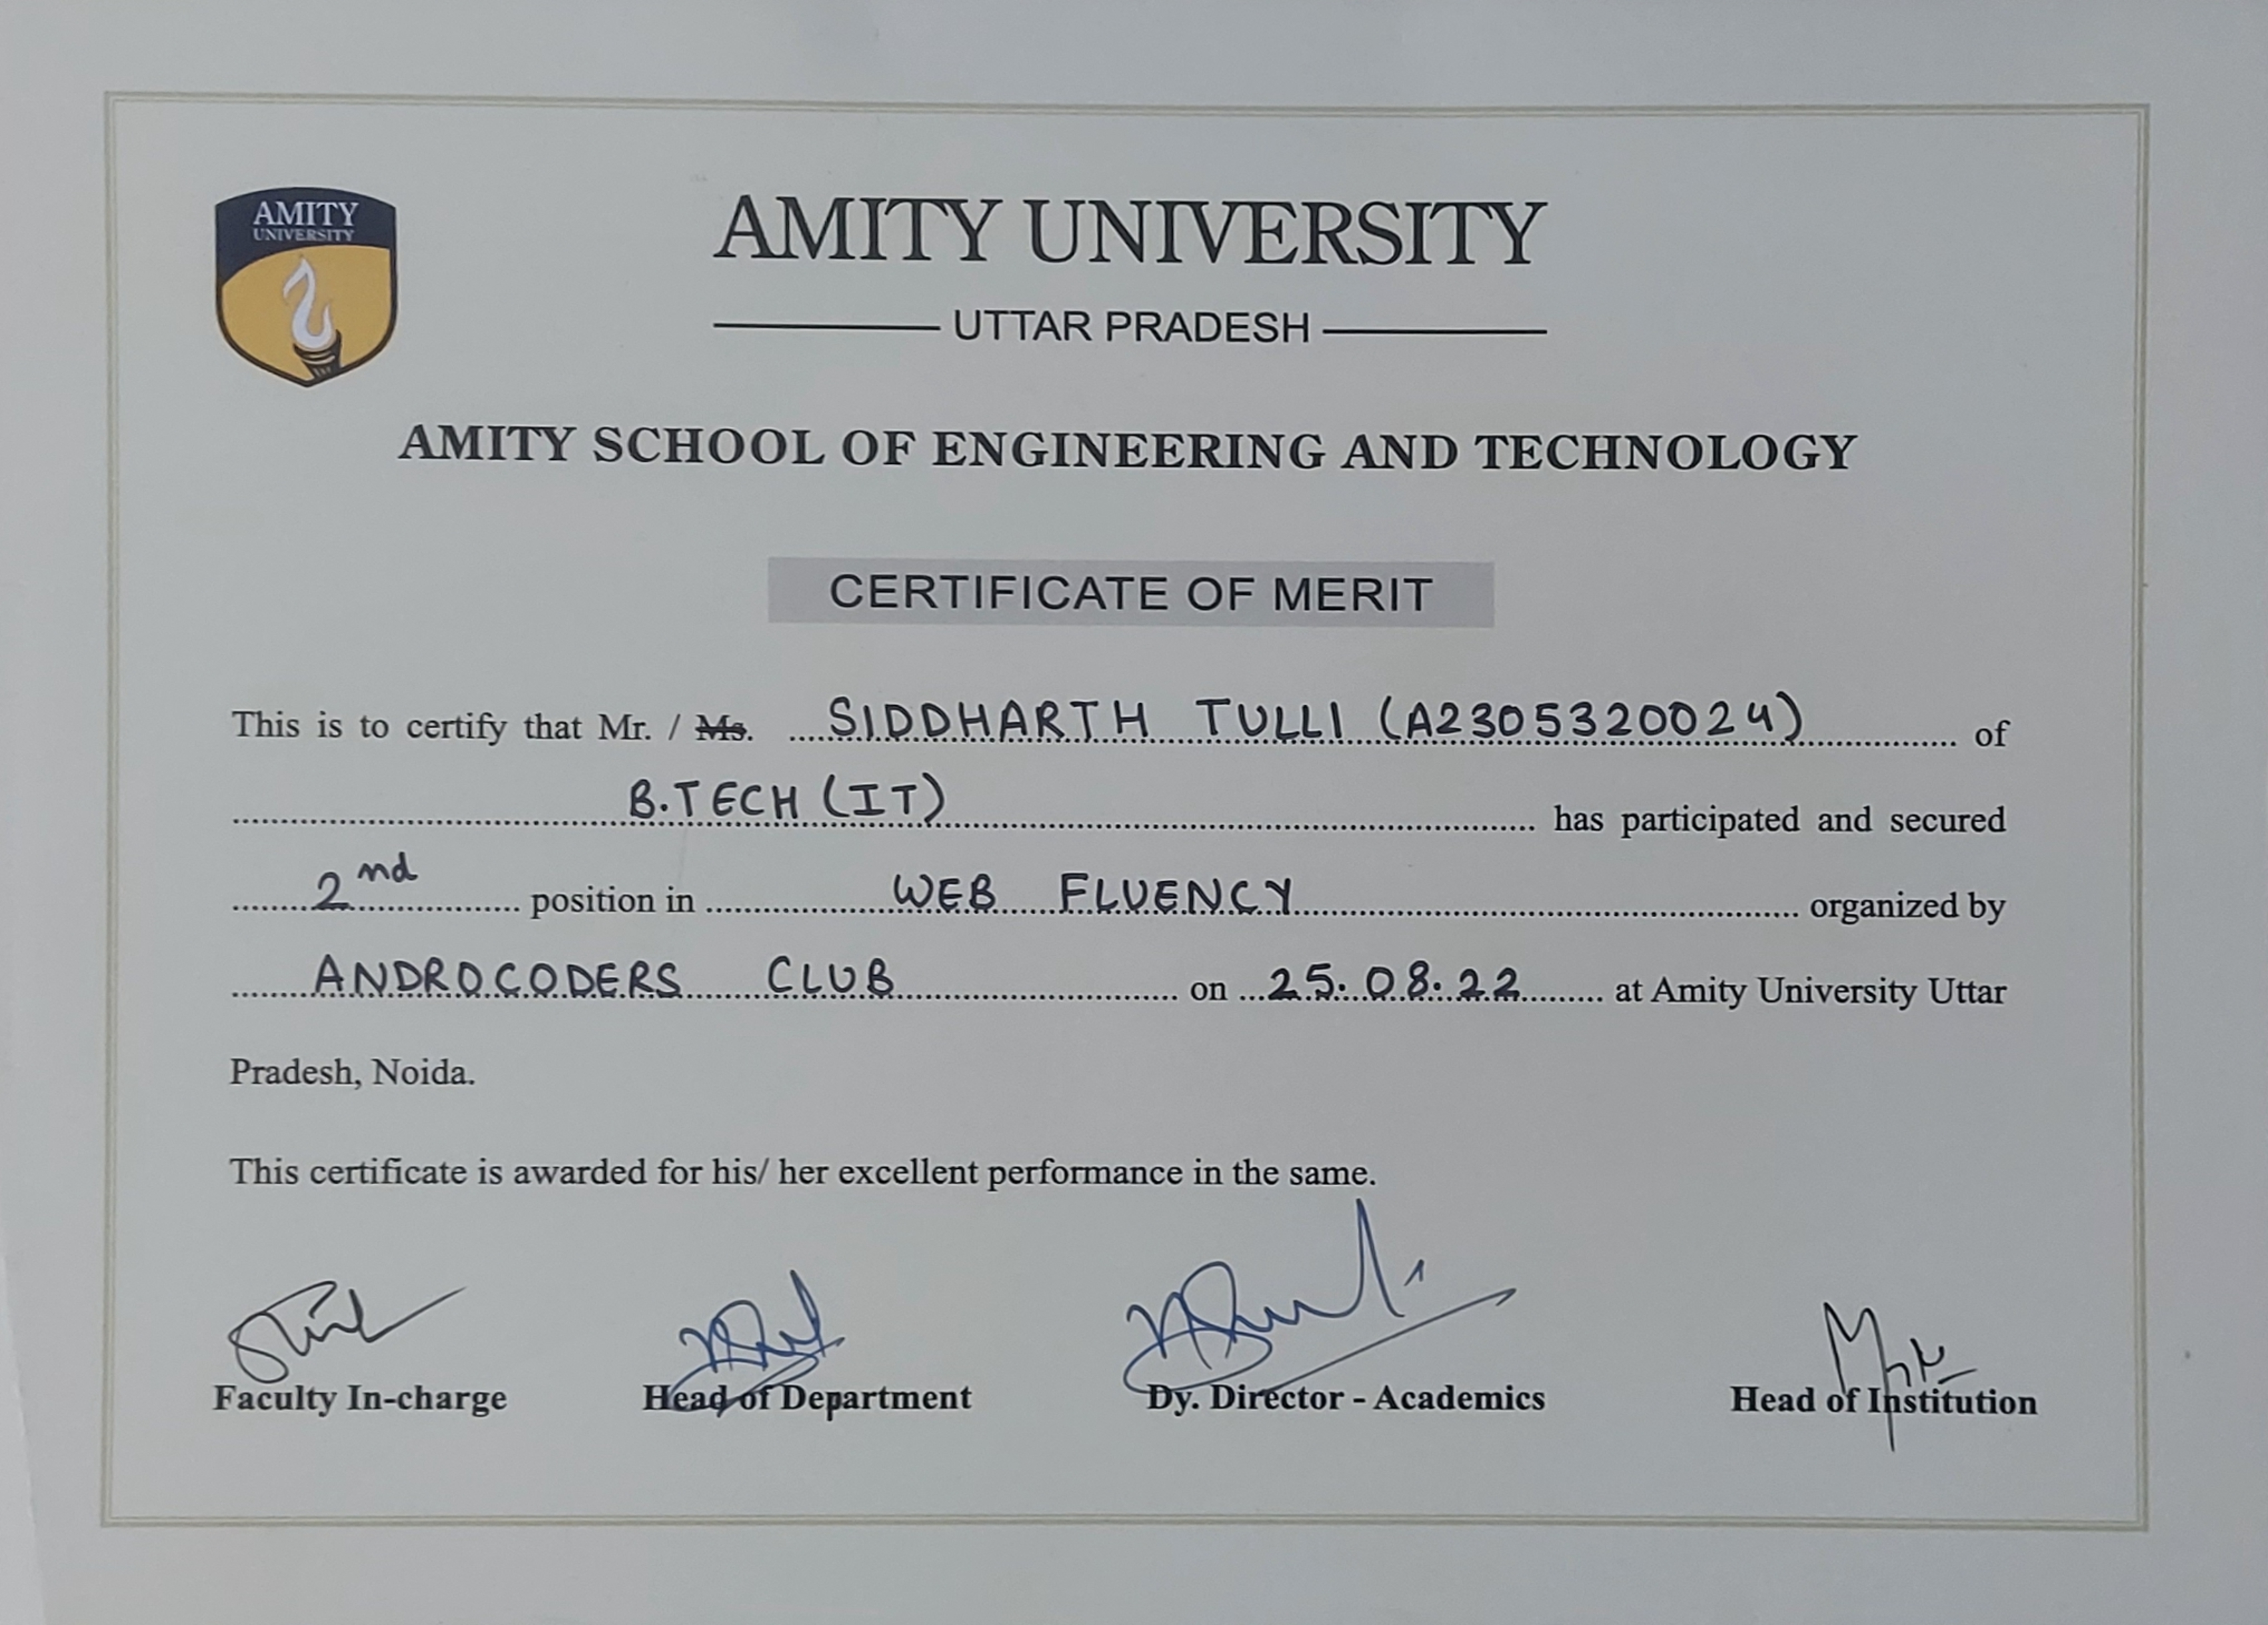 AMITY
UNIVERSITY
AMITY UNIVERSITY
UTTAR PRADESH
AMITY SCHOOL OF ENGINEERING AND TECHNOLOGY
CERTIFICATE OF MERIT
This is to certify that Mr. / Ms. SIDDHARTH TULLI (A2305320024) of
B.TECH (IT) has participated and secured
2nd position in WEB FLUENCY organized by
ANDROCODERS CLUB on 25.08.22 at Amity University Uttar
Pradesh, Noida.
This certificate is awarded for his/ her excellent performance in the same.
Faculty In-charge Head of Department Dy. Director - Academics Head of Institution